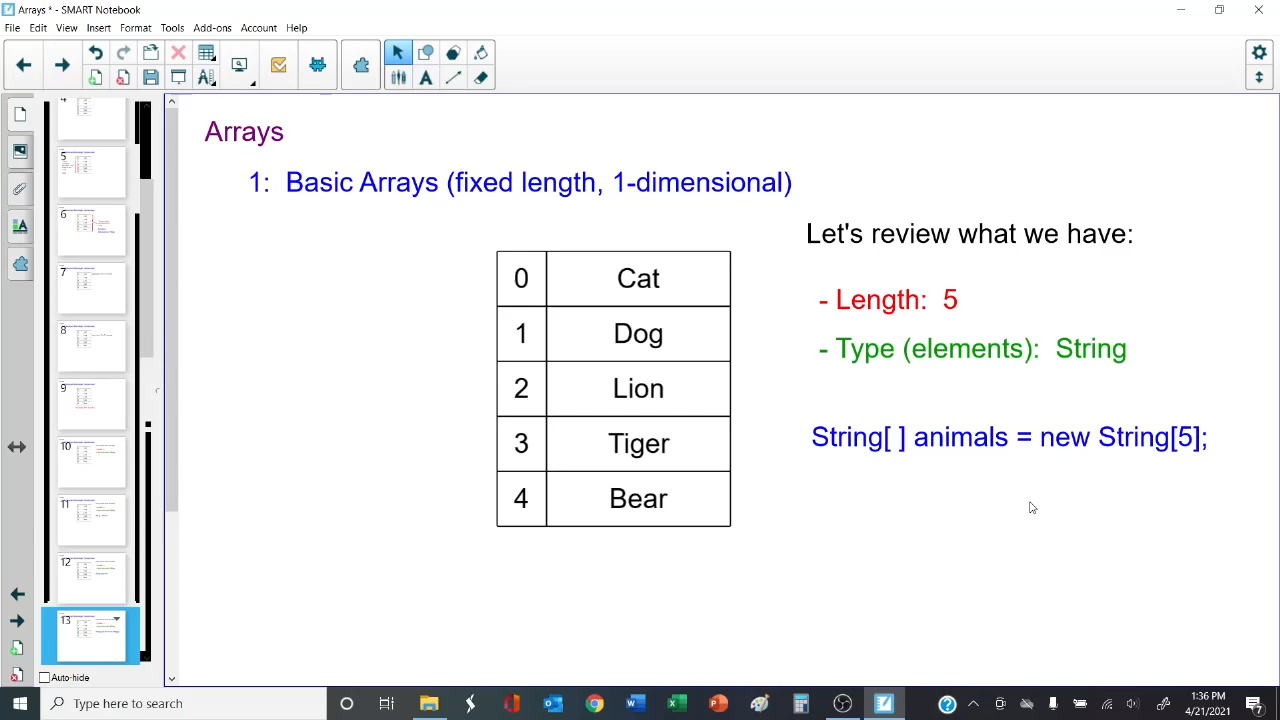 Arrays * - SMART Notebook
File Edit View Insert Format Tools Add-ons Account Help
Arrays
1: Basic Arrays (fixed length, 1-dimensional)
Let's review what we have:
0 Cat
1 Dog
2 Lion
3 Tiger
4 Bear
- Length: 5
- Type (elements): String
String[ ] animals = new String[5];
5
6
7
8
9
10
11
12
13
Auto-hide
Type here to search
1:36 PM
4/21/2021
7